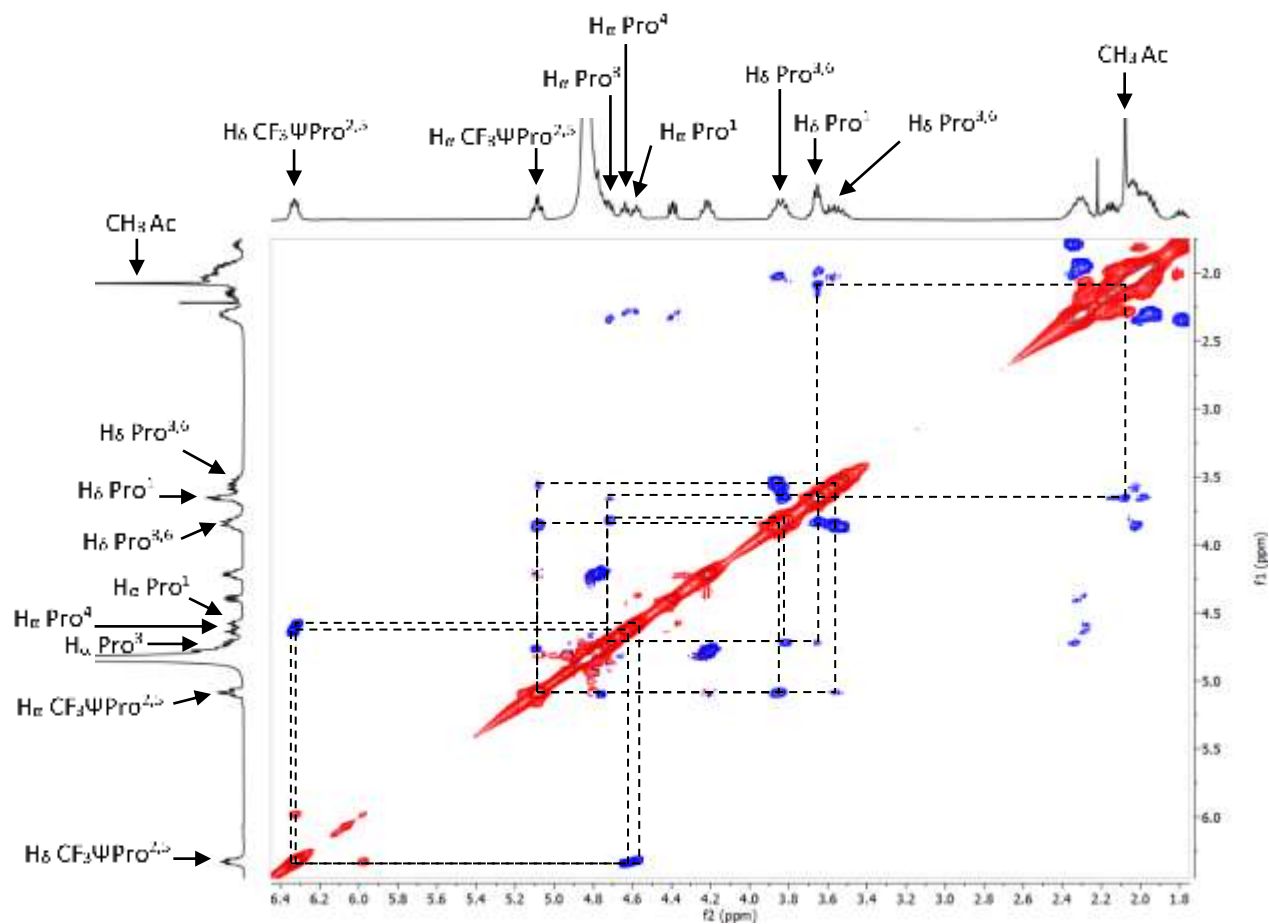 Hα Pro⁴
Hα Pro³
Hδ Pro³,⁶
CH₃ Ac
Hδ CF₃ΨPro²,⁵
Hα CF₃ΨPro²,⁵
Hα Pro¹
Hδ Pro¹
Hδ Pro³,⁶
CH₃ Ac
Hδ Pro³,⁶
Hδ Pro¹
Hδ Pro³,⁶
Hα Pro¹
Hα Pro⁴
Hα Pro³
Hα CF₃ΨPro²,⁵
Hδ CF₃ΨPro²,⁵
2.0
2.5
3.0
3.5
4.0
4.5
5.0
5.5
6.0
f1 (ppm)
6.4 6.2 6.0 5.8 5.6 5.4 5.2 5.0 4.8 4.6 4.4 4.2 4.0 3.8 3.6 3.4 3.2 3.0 2.8 2.6 2.4 2.2 2.0 1.8
f2 (ppm)